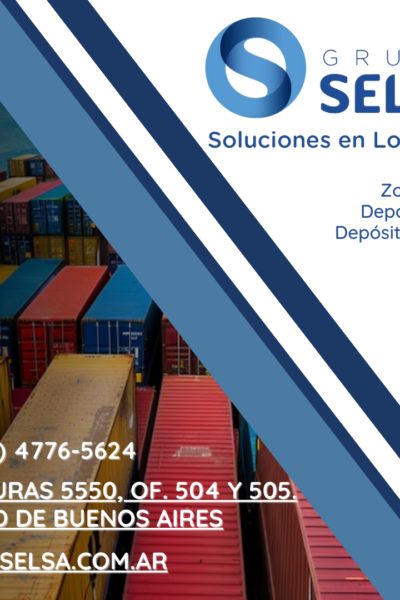 GRU
SEL
Soluciones en Lo
Zo
Depo
Depósit
) 4776-5624
URAS 5550, OF. 504 Y 505.
D DE BUENOS AIRES
SELSA.COM.AR